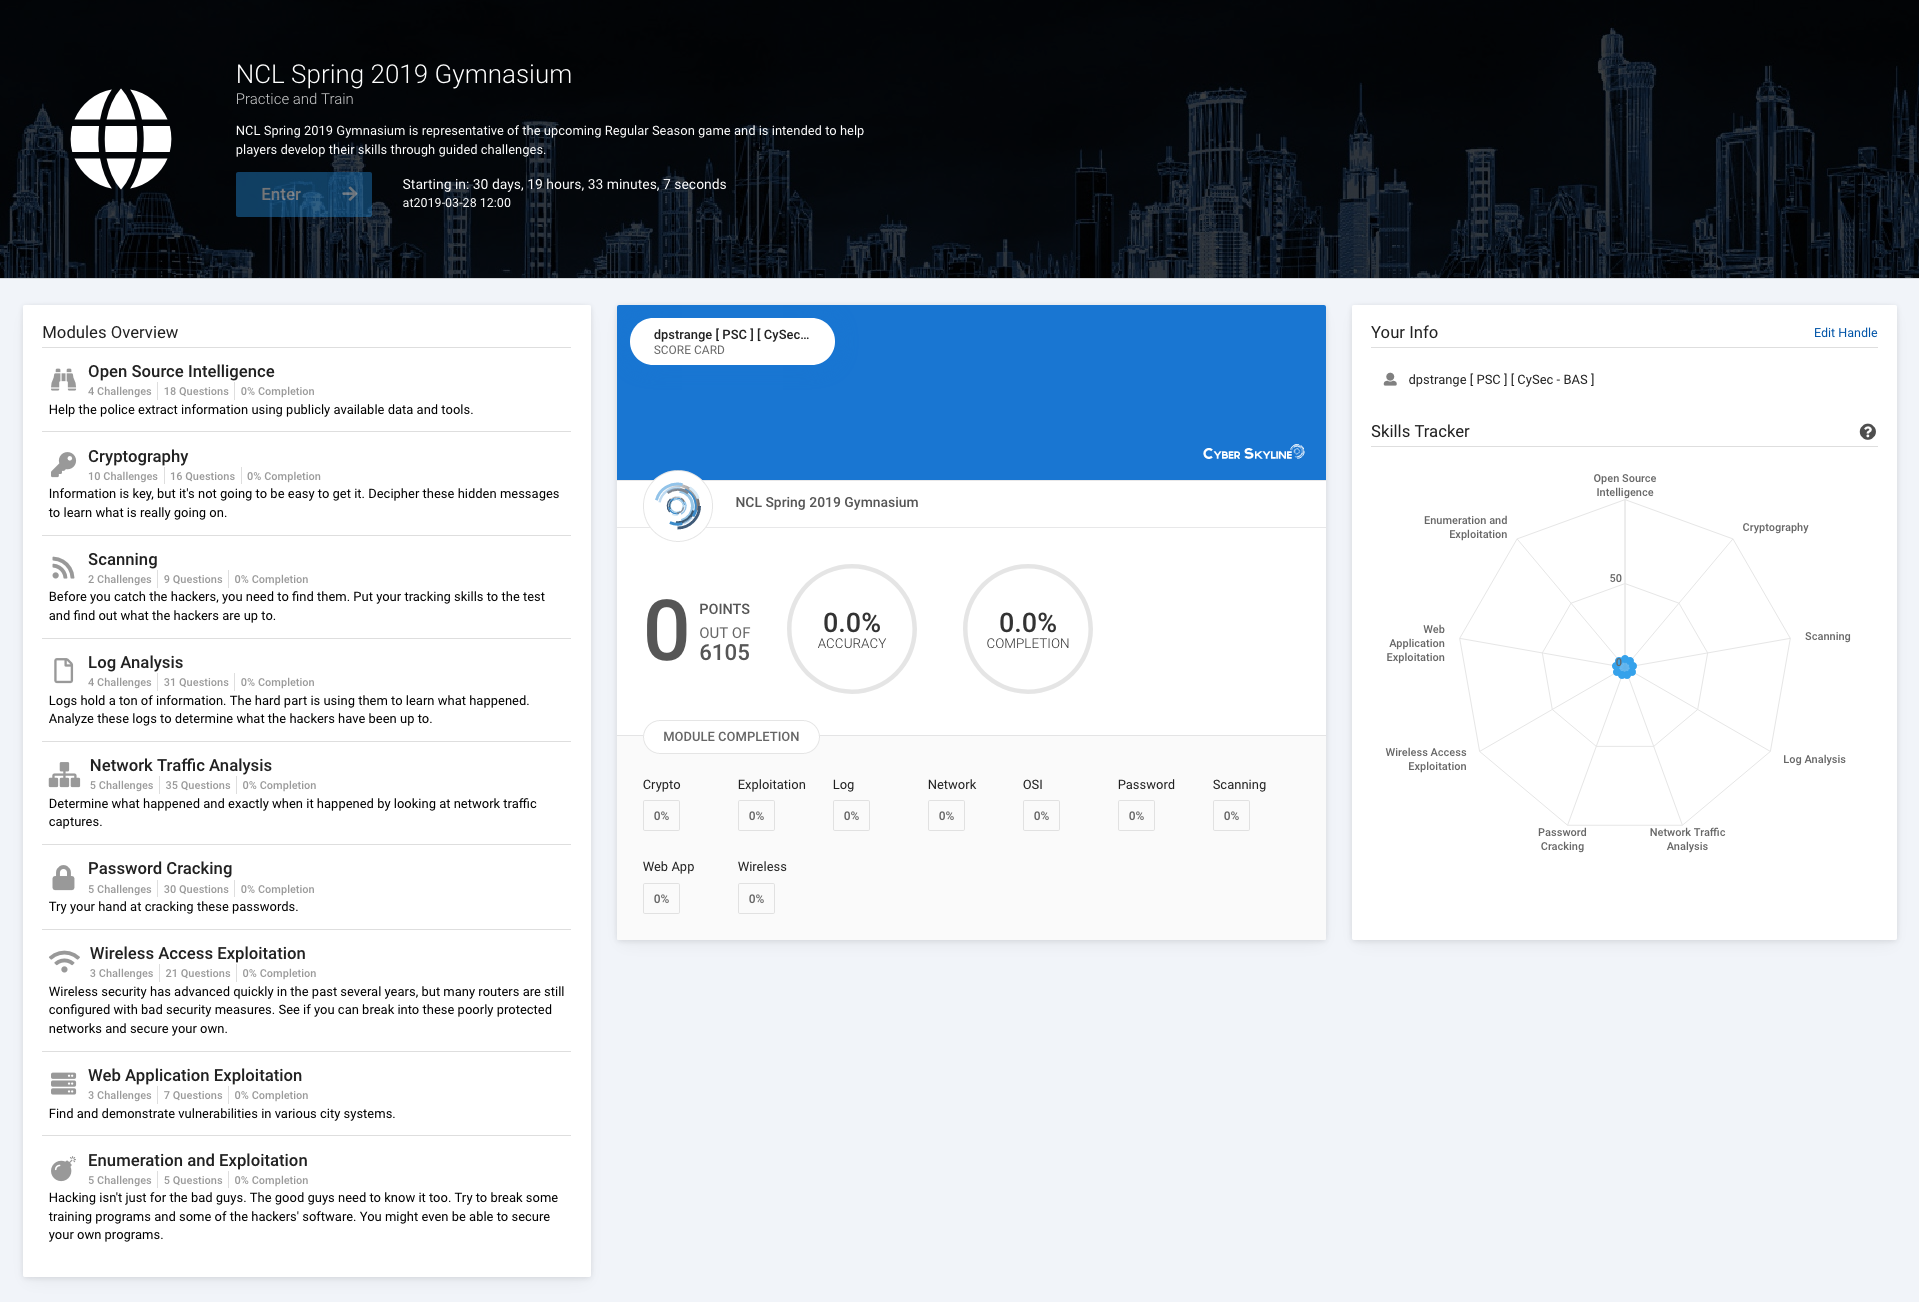 NCL Spring 2019 Gymnasium
Practice and Train
NCL Spring 2019 Gymnasium is representative of the upcoming Regular Season game and is intended to help
players develop their skills through guided challenges.
Enter
Starting in: 30 days, 19 hours, 33 minutes, 7 seconds
at2019-03-28 12:00
Modules Overview
Open Source Intelligence
4 Challenges 18 Questions 0% Completion
Help the police extract information using publicly available data and tools.
Cryptography
10 Challenges 16 Questions 0% Completion
Information is key, but it's not going to be easy to get it. Decipher these hidden messages
to learn what is really going on.
Scanning
2 Challenges 9 Questions 0% Completion
Before you catch the hackers, you need to find them. Put your tracking skills to the test
and find out what the hackers are up to.
Log Analysis
4 Challenges 31 Questions 0% Completion
Logs hold a ton of information. The hard part is using them to learn what happened.
Analyze these logs to determine what the hackers have been up to.
Network Traffic Analysis
5 Challenges 35 Questions 0% Completion
Determine what happened and exactly when it happened by looking at network traffic
captures.
Password Cracking
5 Challenges 30 Questions 0% Completion
Try your hand at cracking these passwords.
Wireless Access Exploitation
3 Challenges 21 Questions 0% Completion
Wireless security has advanced quickly in the past several years, but many routers are still
configured with bad security measures. See if you can break into these poorly protected
networks and secure your own.
Web Application Exploitation
3 Challenges 7 Questions 0% Completion
Find and demonstrate vulnerabilities in various city systems.
Enumeration and Exploitation
5 Challenges 5 Questions 0% Completion
Hacking isn't just for the bad guys. The good guys need to know it too. Try to break some
training programs and some of the hackers' software. You might even be able to secure
your own programs.
dpstrange [ PSC ] [ CySec...
SCORE CARD
CYBER SKYLINE
NCL Spring 2019 Gymnasium
0
POINTS
OUT OF
6105
0.0%
ACCURACY
0.0%
COMPLETION
MODULE COMPLETION
Crypto Exploitation Log Network OSI Password Scanning
0% 0% 0% 0% 0% 0% 0%
Web App Wireless
0% 0%
Your Info
Edit Handle
dpstrange [ PSC ] [ CySec - BAS ]
Skills Tracker
?
Open Source
Intelligence
Enumeration and
Exploitation
Cryptography
50
Web
Application
Exploitation
Scanning
0
Wireless Access
Exploitation
Log Analysis
Password
Cracking
Network Traffic
Analysis